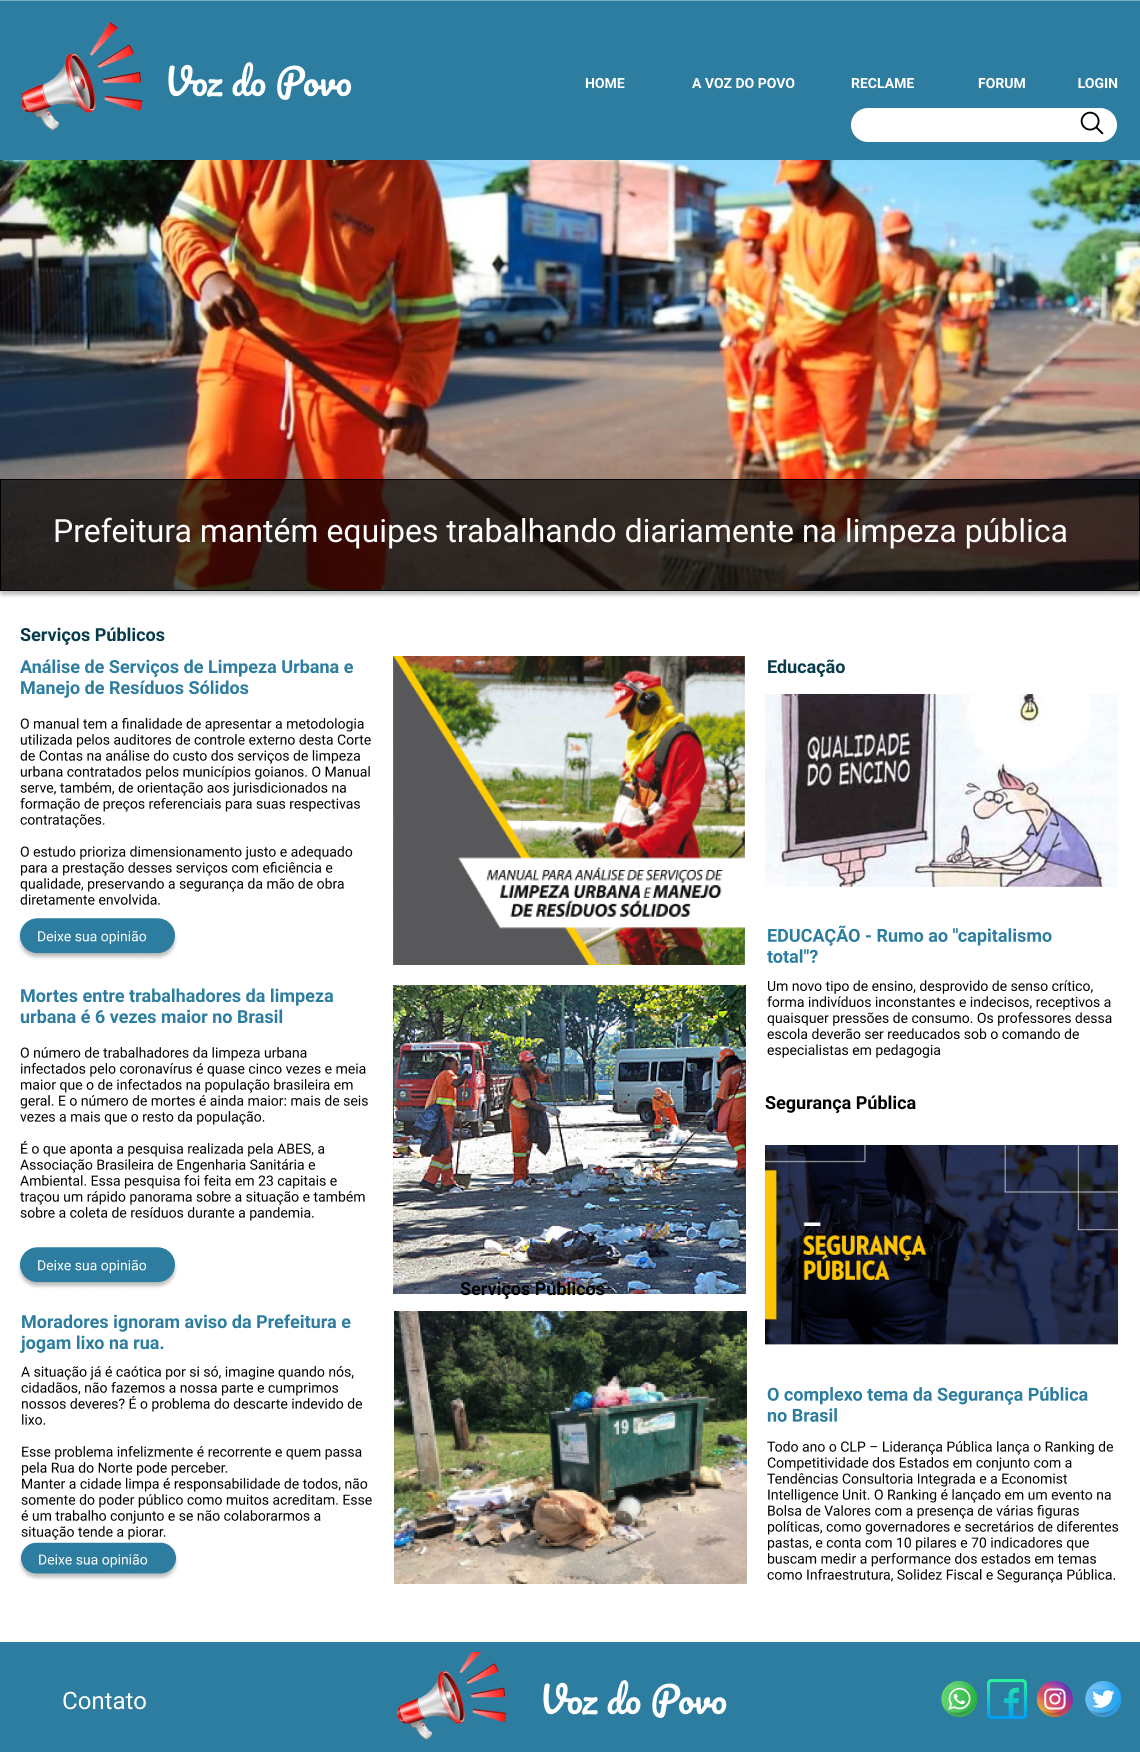 Voz do Povo
HOME
A VOZ DO POVO
RECLAME
FORUM
LOGIN
Prefeitura mantém equipes trabalhando diariamente na limpeza pública
Serviços Públicos
Análise de Serviços de Limpeza Urbana e
Manejo de Resíduos Sólidos
O manual tem a finalidade de apresentar a metodologia
utilizada pelos auditores de controle externo desta Corte
de Contas na análise do custo dos serviços de limpeza
urbana contratados pelos municípios goianos. O Manual
serve, também, de orientação aos jurisdicionados na
formação de preços referenciais para suas respectivas
contratações.
O estudo prioriza dimensionamento justo e adequado
para a prestação desses serviços com eficiência e
qualidade, preservando a segurança da mão de obra
diretamente envolvida.
Deixe sua opinião
MANUAL PARA ANÁLISE DE SERVIÇOS DE
LIMPEZA URBANA E MANEJO
DE RESÍDUOS SÓLIDOS
Mortes entre trabalhadores da limpeza
urbana é 6 vezes maior no Brasil
O número de trabalhadores da limpeza urbana
infectados pelo coronavírus é quase cinco vezes e meia
maior que o de infectados na população brasileira em
geral. E o número de mortes é ainda maior: mais de seis
vezes a mais que o resto da população.
É o que aponta a pesquisa realizada pela ABES, a
Associação Brasileira de Engenharia Sanitária e
Ambiental. Essa pesquisa foi feita em 23 capitais e
traçou um rápido panorama sobre a situação e também
sobre a coleta de resíduos durante a pandemia.
Deixe sua opinião
Serviços Públicos
Moradores ignoram aviso da Prefeitura e
jogam lixo na rua.
A situação já é caótica por si só, imagine quando nós,
cidadãos, não fazemos a nossa parte e cumprimos
nossos deveres? É o problema do descarte indevido de
lixo.
Esse problema infelizmente é recorrente e quem passa
pela Rua do Norte pode perceber.
Manter a cidade limpa é responsabilidade de todos, não
somente do poder público como muitos acreditam. Esse
é um trabalho conjunto e se não colaborarmos a
situação tende a piorar.
Deixe sua opinião
19
Educação
QUALIDADE
DO ENCINO
EDUCAÇÃO - Rumo ao "capitalismo
total"?
Um novo tipo de ensino, desprovido de senso crítico,
forma indivíduos inconstantes e indecisos, receptivos a
quaisquer pressões de consumo. Os professores dessa
escola deverão ser reeducados sob o comando de
especialistas em pedagogia
Segurança Pública
SEGURANÇA
PÚBLICA
O complexo tema da Segurança Pública
no Brasil
Todo ano o CLP – Liderança Pública lança o Ranking de
Competitividade dos Estados em conjunto com a
Tendências Consultoria Integrada e a Economist
Intelligence Unit. O Ranking é lançado em um evento na
Bolsa de Valores com a presença de várias figuras
políticas, como governadores e secretários de diferentes
pastas, e conta com 10 pilares e 70 indicadores que
buscam medir a performance dos estados em temas
como Infraestrutura, Solidez Fiscal e Segurança Pública.
Contato
Voz do Povo